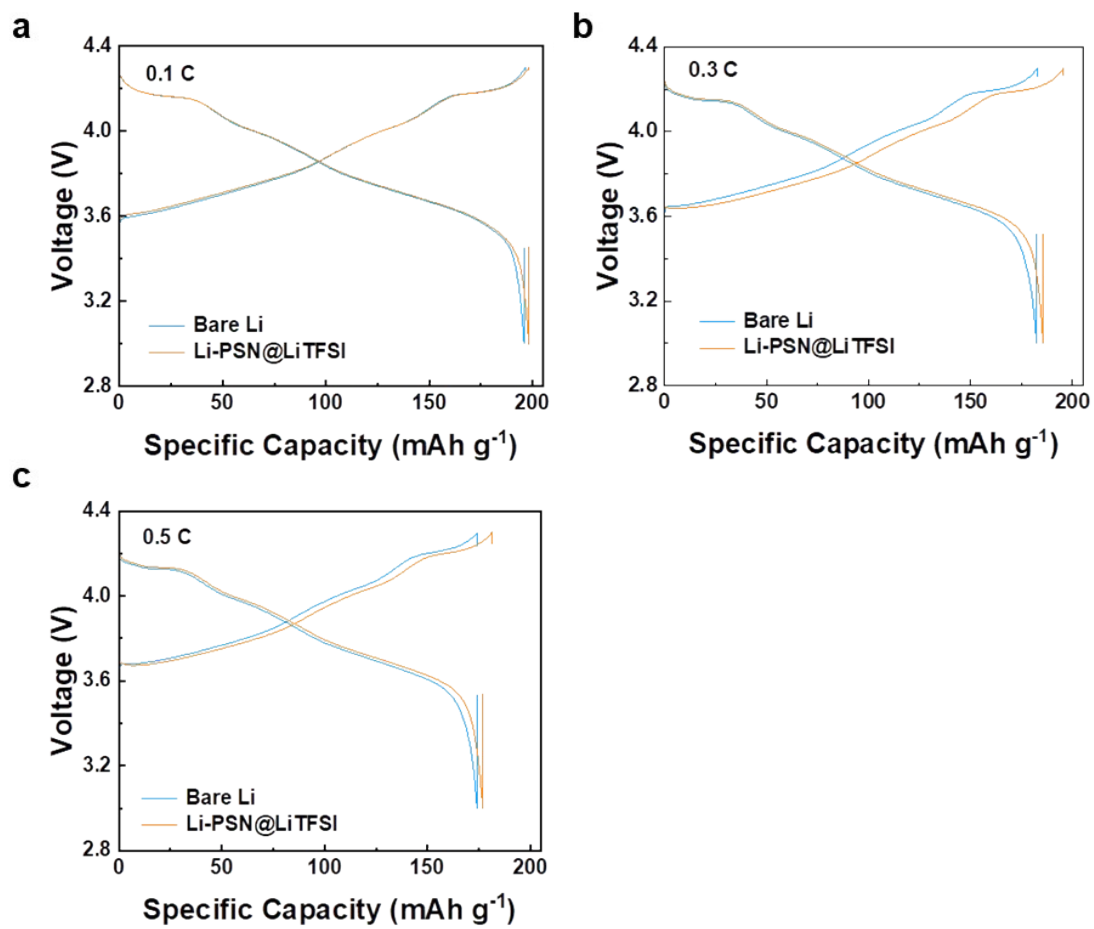 a
4.4
4.0
3.6
3.2
2.8
Voltage (V)
0.1 C
Bare Li
Li-PSN@LiTFSI
0 50 100 150 200
Specific Capacity (mAh g⁻¹)
b
4.4
4.0
3.6
3.2
2.8
Voltage (V)
0.3 C
Bare Li
Li-PSN@LiTFSI
0 50 100 150 200
Specific Capacity (mAh g⁻¹)
c
4.4
4.0
3.6
3.2
2.8
Voltage (V)
0.5 C
Bare Li
Li-PSN@LiTFSI
0 50 100 150 200
Specific Capacity (mAh g⁻¹)